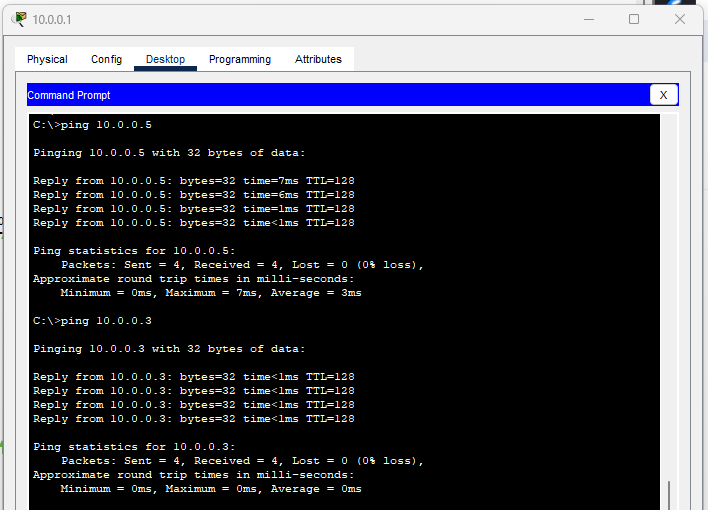 10.0.0.1
Physical Config Desktop Programming Attributes
Command Prompt X
C:\>ping 10.0.0.5
Pinging 10.0.0.5 with 32 bytes of data:
Reply from 10.0.0.5: bytes=32 time=7ms TTL=128
Reply from 10.0.0.5: bytes=32 time=6ms TTL=128
Reply from 10.0.0.5: bytes=32 time=1ms TTL=128
Reply from 10.0.0.5: bytes=32 time<1ms TTL=128
Ping statistics for 10.0.0.5:
Packets: Sent = 4, Received = 4, Lost = 0 (0% loss),
Approximate round trip times in milli-seconds:
Minimum = 0ms, Maximum = 7ms, Average = 3ms
C:\>ping 10.0.0.3
Pinging 10.0.0.3 with 32 bytes of data:
Reply from 10.0.0.3: bytes=32 time<1ms TTL=128
Reply from 10.0.0.3: bytes=32 time<1ms TTL=128
Reply from 10.0.0.3: bytes=32 time<1ms TTL=128
Reply from 10.0.0.3: bytes=32 time<1ms TTL=128
Ping statistics for 10.0.0.3:
Packets: Sent = 4, Received = 4, Lost = 0 (0% loss),
Approximate round trip times in milli-seconds:
Minimum = 0ms, Maximum = 0ms, Average = 0ms